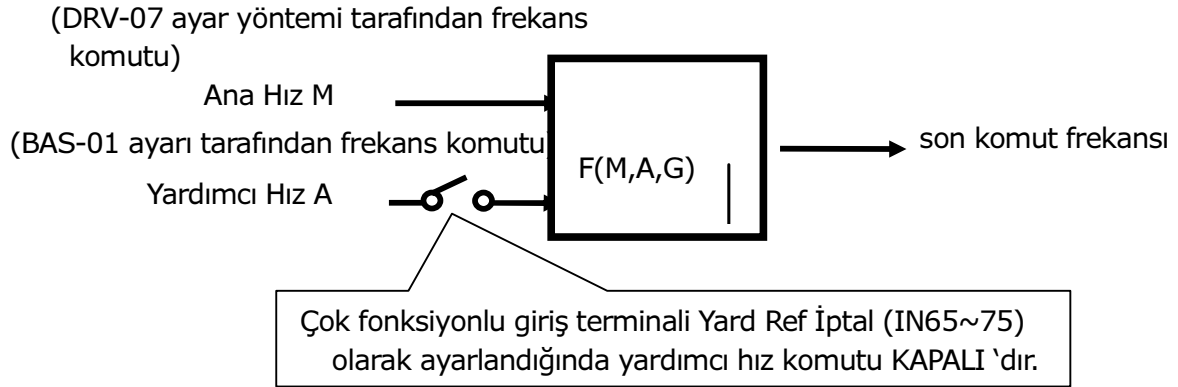 (DRV-07 ayar yöntemi tarafından frekans
komutu)
Ana Hız M
(BAS-01 ayarı tarafından frekans komutu
Yardımcı Hız A
F(M,A,G)
son komut frekansı
Çok fonksiyonlu giriş terminali Yard Ref İptal (IN65~75)
olarak ayarlandığında yardımcı hız komutu KAPALI ‘dır.